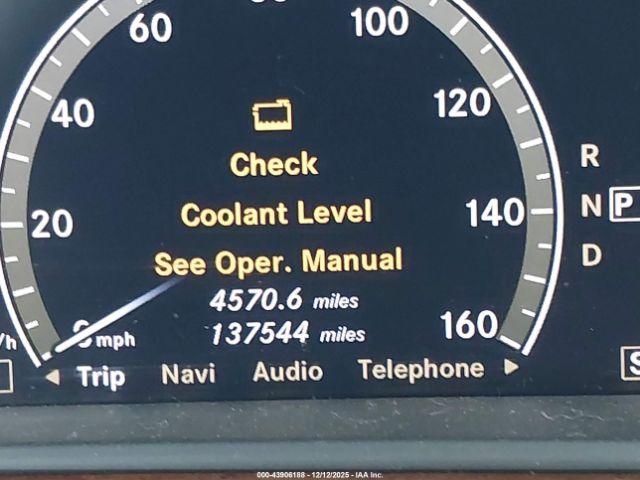 60
100
40
120
Check
R
Coolant Level
20
140
N P
See Oper. Manual
D
4570.6 miles
137544 miles
0 mph
160
/h
Trip Navi Audio Telephone
S
000-43906188 - 12/12/2025 - IAA Inc.